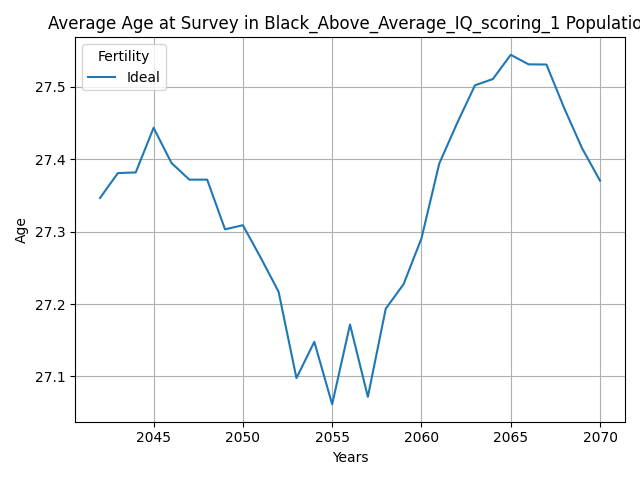 Average Age at Survey in Black_Above_Average_IQ_scoring_1 Populatio
Fertility
Ideal
27.5
27.4
27.3
27.2
27.1
Age
2045 2050 2055 2060 2065 2070
Years